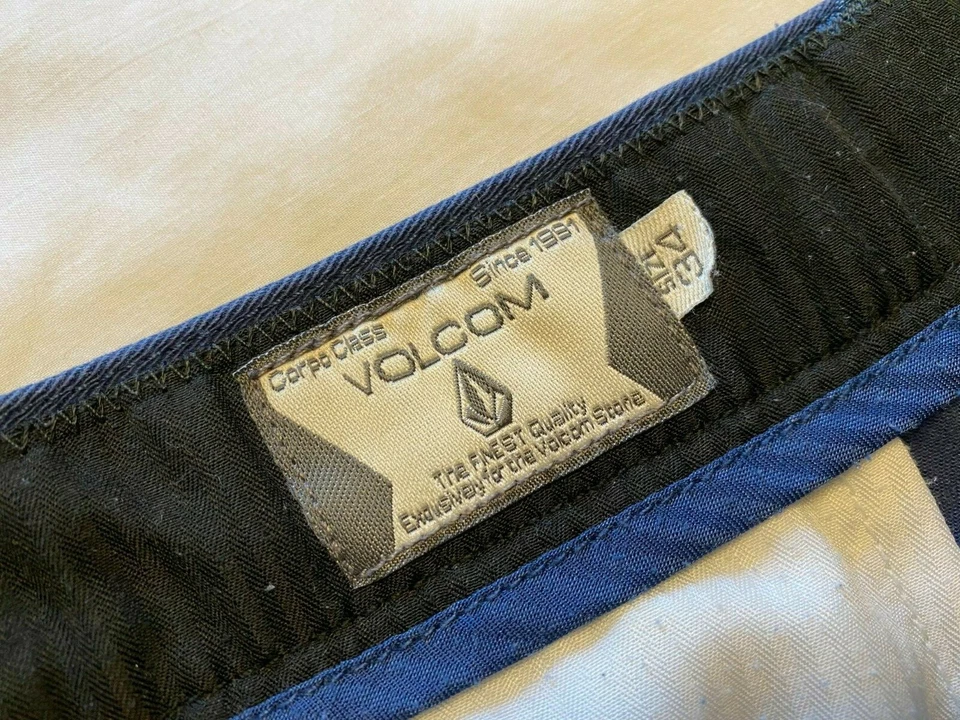 Corpo Class Since 1991
VOLCOM
The FINEST Quality
Exclusively for the Volcom Stone
SIZE
34